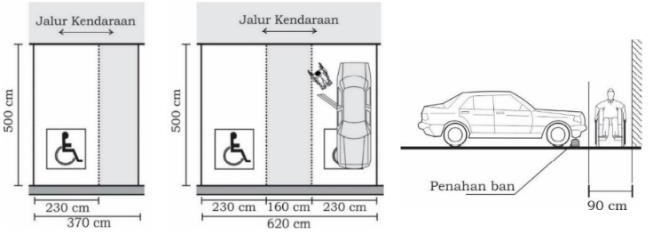 Jalur Kendaraan
500 cm
230 cm
370 cm
Jalur Kendaraan
500 cm
230 cm
160 cm
230 cm
620 cm
Penahan ban
90 cm